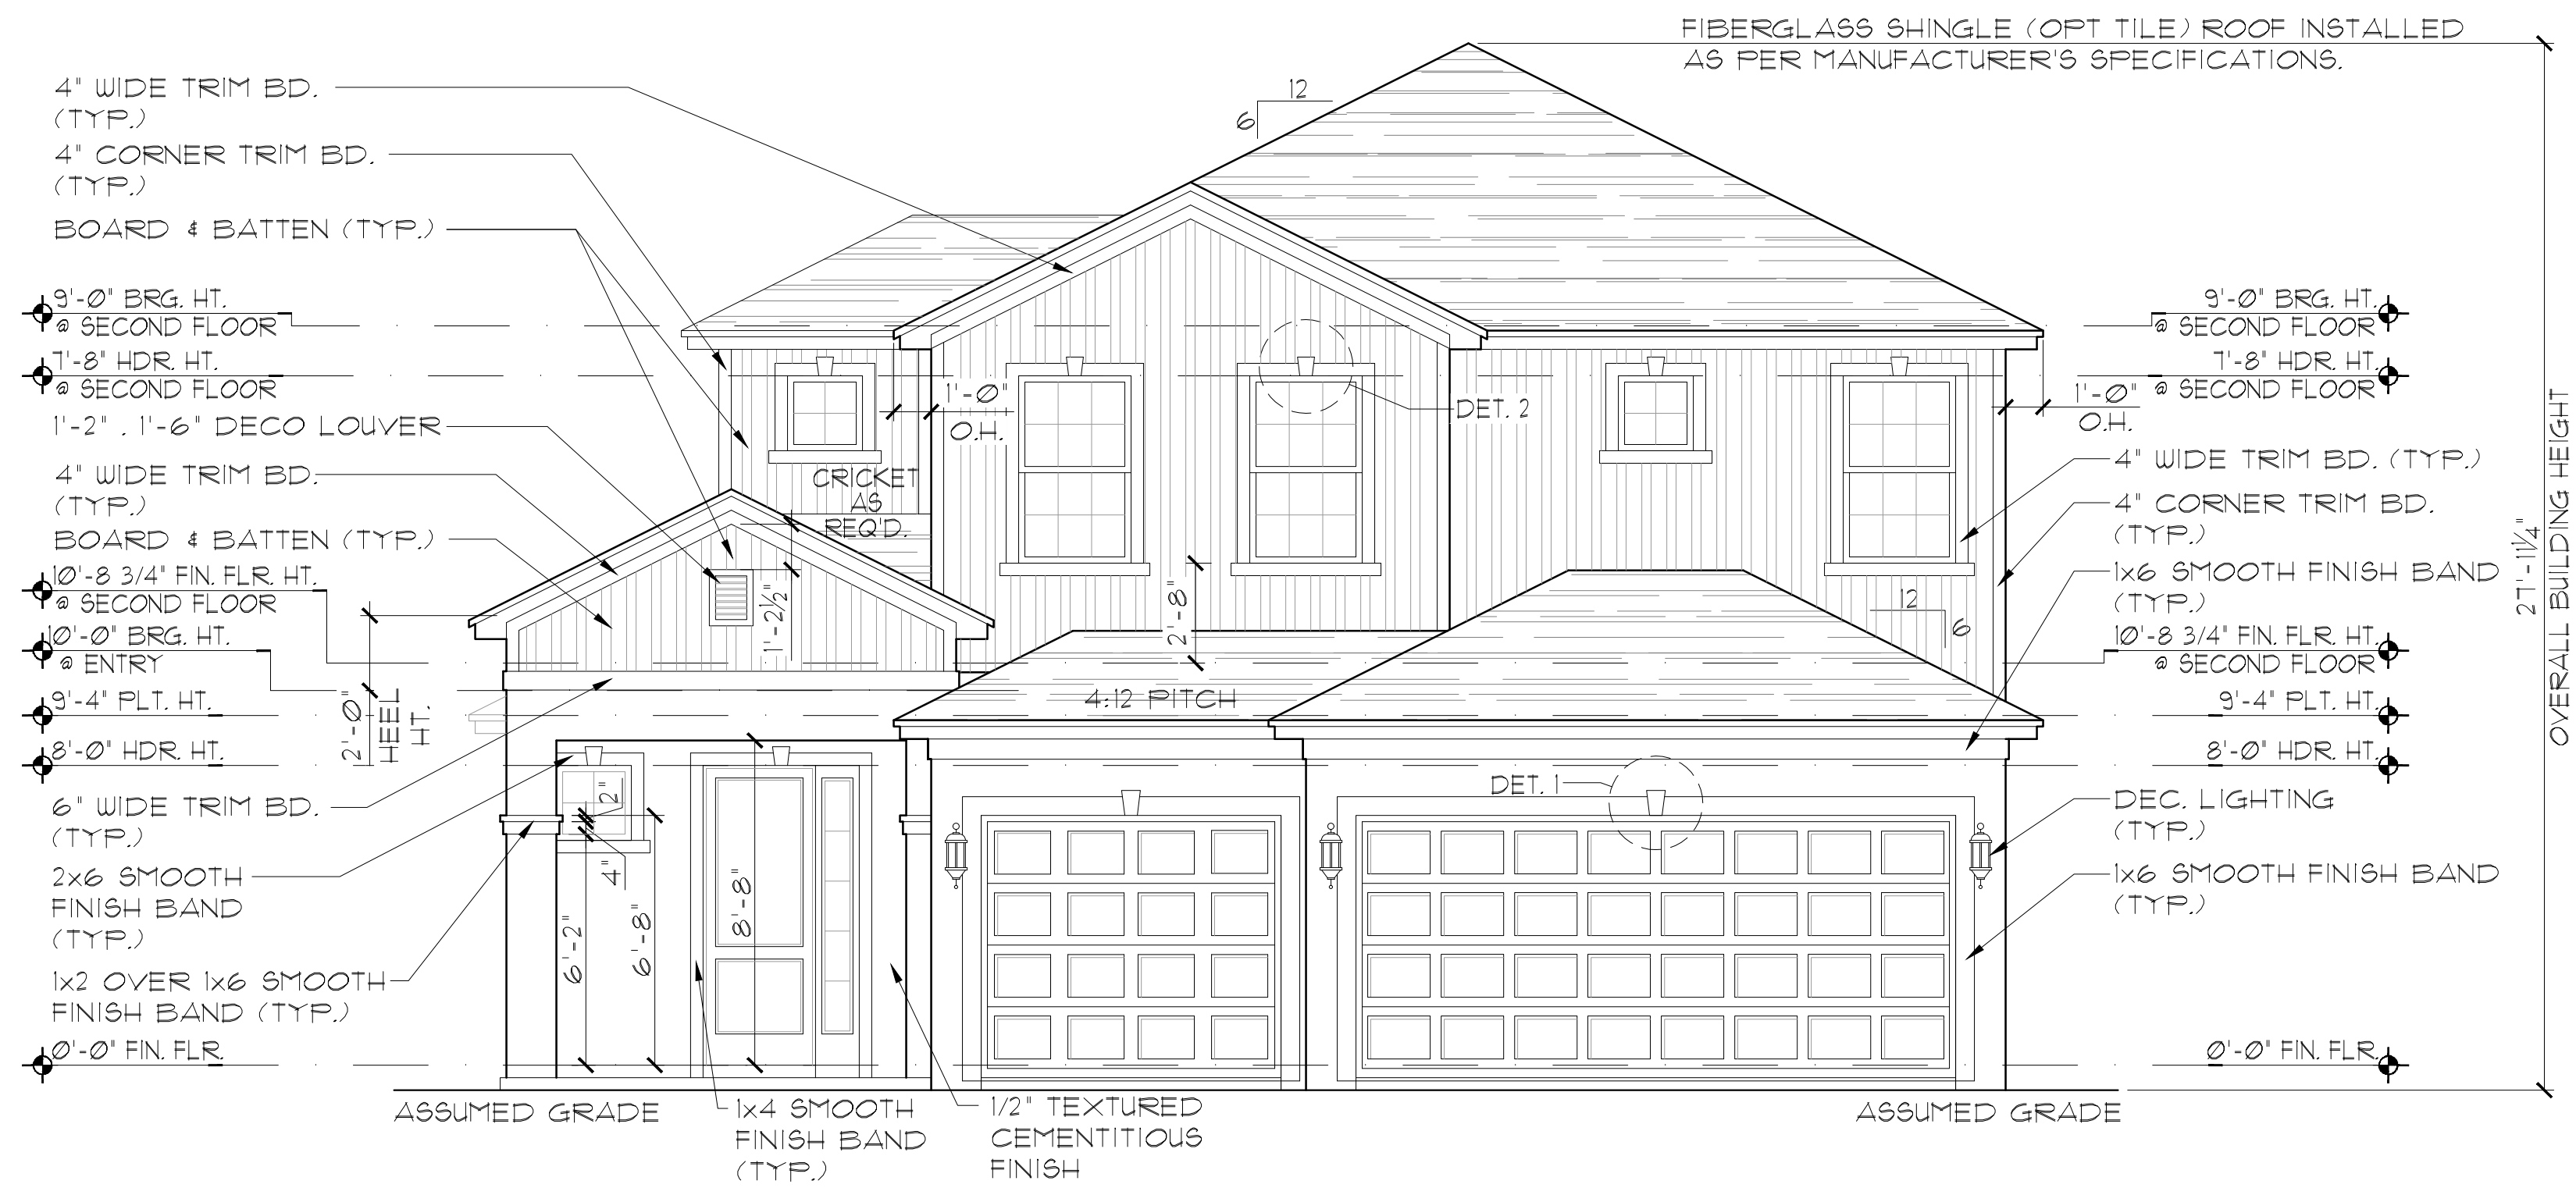 FIBERGLASS SHINGLE (OPT TILE) ROOF INSTALLED
AS PER MANUFACTURER'S SPECIFICATIONS.
4" WIDE TRIM BD.
(TYP.)
4" CORNER TRIM BD.
(TYP.)
BOARD & BATTEN (TYP.)
9'-0" BRG. HT.
@ SECOND FLOOR
7'-8" HDR. HT.
@ SECOND FLOOR
1'-2" . 1'-6" DECO LOUVER
4" WIDE TRIM BD.
(TYP.)
BOARD & BATTEN (TYP.)
10'-8 3/4" FIN. FLR. HT.
@ SECOND FLOOR
10'-0" BRG. HT.
@ ENTRY
9'-4" PLT. HT.
8'-0" HDR. HT.
2'-0"
HEEL
HT.
6" WIDE TRIM BD.
(TYP.)
2x6 SMOOTH
FINISH BAND
(TYP.)
1x2 OVER 1x6 SMOOTH
FINISH BAND (TYP.)
0'-0" FIN. FLR.
12
6
1'-0"
O.H.
DET. 2
CRICKET
AS
REQ'D.
1'-2½"
2'-8"
12
6
4:12 PITCH
DET. 1
2"
4"
6'-2"
6'-8"
8'-8"
9'-0" BRG. HT.
@ SECOND FLOOR
7'-8" HDR. HT.
@ SECOND FLOOR
1'-0"
O.H.
4" WIDE TRIM BD. (TYP.)
4" CORNER TRIM BD.
(TYP.)
1x6 SMOOTH FINISH BAND
(TYP.)
10'-8 3/4" FIN. FLR. HT.
@ SECOND FLOOR
9'-4" PLT. HT.
8'-0" HDR. HT.
DEC. LIGHTING
(TYP.)
1x6 SMOOTH FINISH BAND
(TYP.)
0'-0" FIN. FLR.
27'-11¼"
OVERALL BUILDING HEIGHT
ASSUMED GRADE
1x4 SMOOTH
FINISH BAND
(TYP.)
1/2" TEXTURED
CEMENTITIOUS
FINISH
ASSUMED GRADE